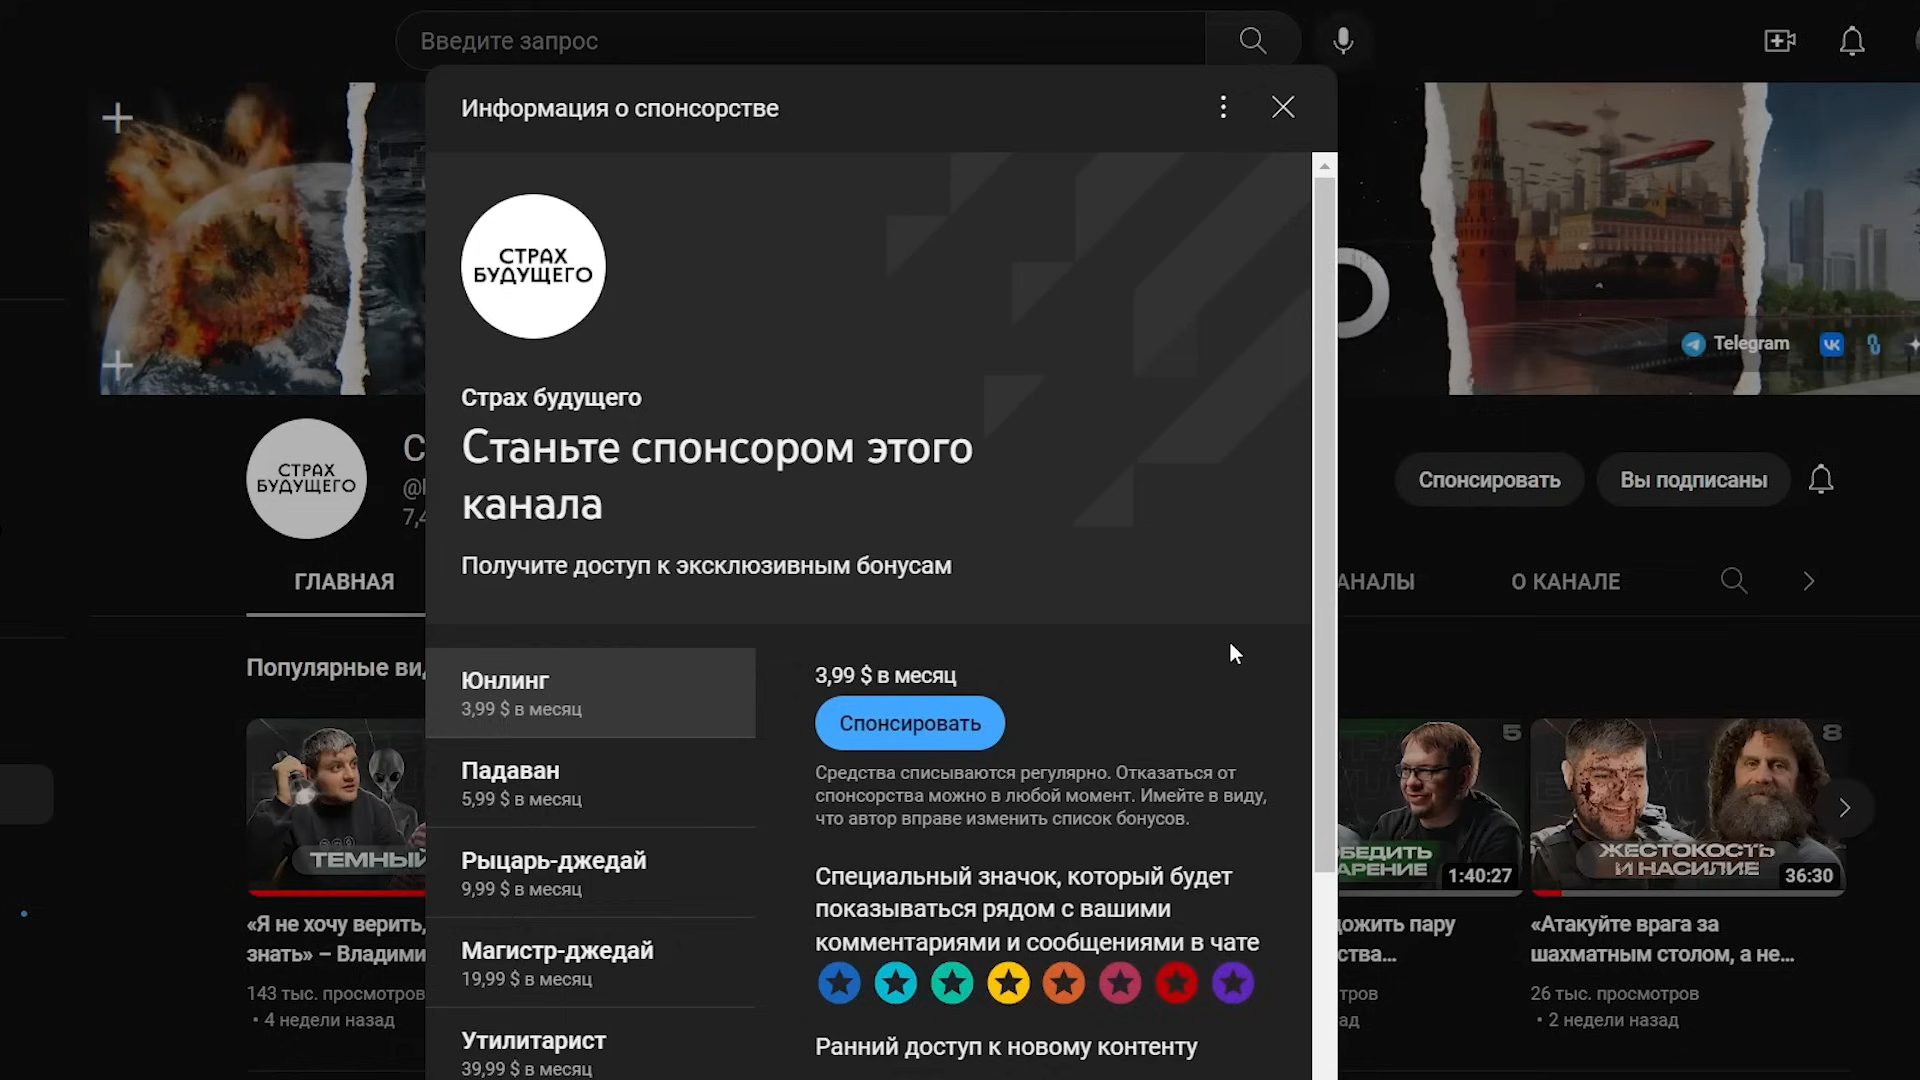 Введите запрос
Информация о спонсорстве
СТРАХ
БУДУЩЕГО
Страх будущего
Станьте спонсором этого
канала
Получите доступ к эксклюзивным бонусам
Telegram
СТРАХ
БУДУЩЕГО
Спонсировать
Вы подписаны
ГЛАВНАЯ
АНАЛЫ
О КАНАЛЕ
Популярные ви
Юнлинг
3,99 $ в месяц
Падаван
5,99 $ в месяц
Рыцарь-джедай
9,99 $ в месяц
Магистр-джедай
19,99 $ в месяц
Утилитарист
39,99 $ в месяц
3,99 $ в месяц
Спонсировать
Средства списываются регулярно. Отказаться от
спонсорства можно в любой момент. Имейте в виду,
что автор вправе изменить список бонусов.
Специальный значок, который будет
показываться рядом с вашими
комментариями и сообщениями в чате
Ранний доступ к новому контенту
ТЕМНЫЙ
«Я не хочу верить,
знать» – Владими
143 тыс. просмотров
• 4 недели назад
5
БЕДИТЬ
АРЕНИЕ
1:40:27
ожить пару
ства...
тров
ад
8
ЖЕСТОКОСТЬ
И НАСИЛИЕ
36:30
«Атакуйте врага за
шахматным столом, а не...
26 тыс. просмотров
• 2 недели назад